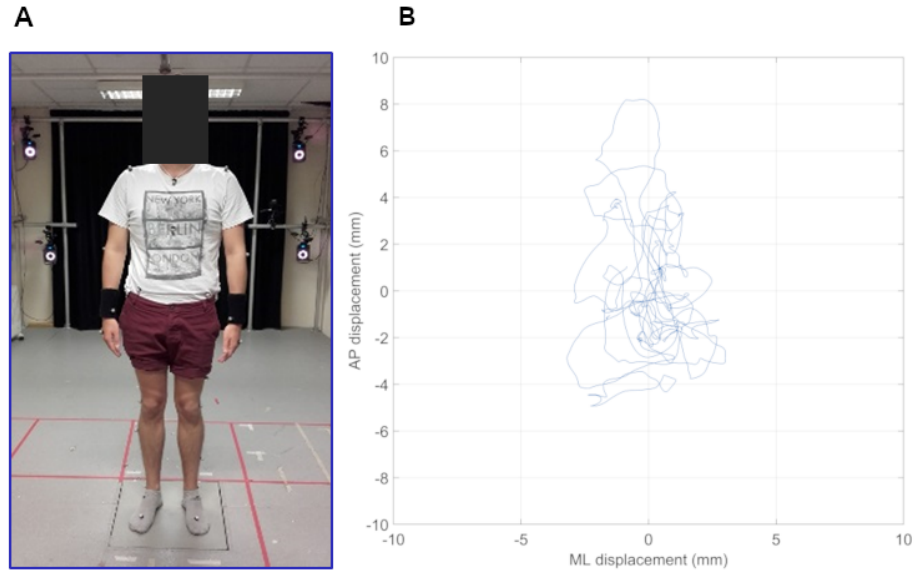 A
B
NEW YORK
BERLIN
LONDON
10
8
6
4
2
0
-2
-4
-6
-8
-10
AP displacement (mm)
-10
-5
0
5
10
ML displacement (mm)